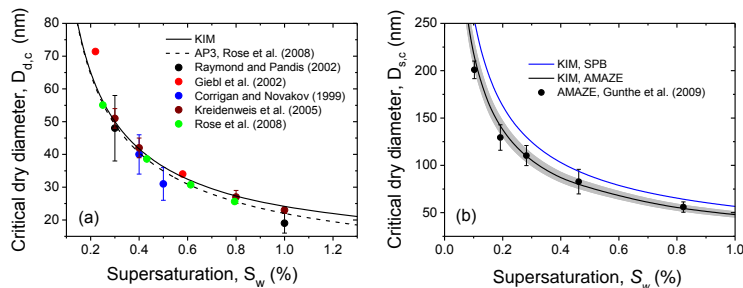 Critical dry diameter, D_d,c (nm)
80
70
60
50
40
30
20
KIM
AP3, Rose et al. (2008)
Raymond and Pandis (2002)
Giebl et al. (2002)
Corrigan and Novakov (1999)
Kreidenweis et al. (2005)
Rose et al. (2008)
(a)
0.2 0.4 0.6 0.8 1.0 1.2
Supersaturation, S_w (%)
Critical dry diameter, D_s,c (nm)
250
200
150
100
50
KIM, SPB
KIM, AMAZE
AMAZE, Gunthe et al. (2009)
(b)
0.0 0.2 0.4 0.6 0.8 1.0
Supersaturation, S_w (%)